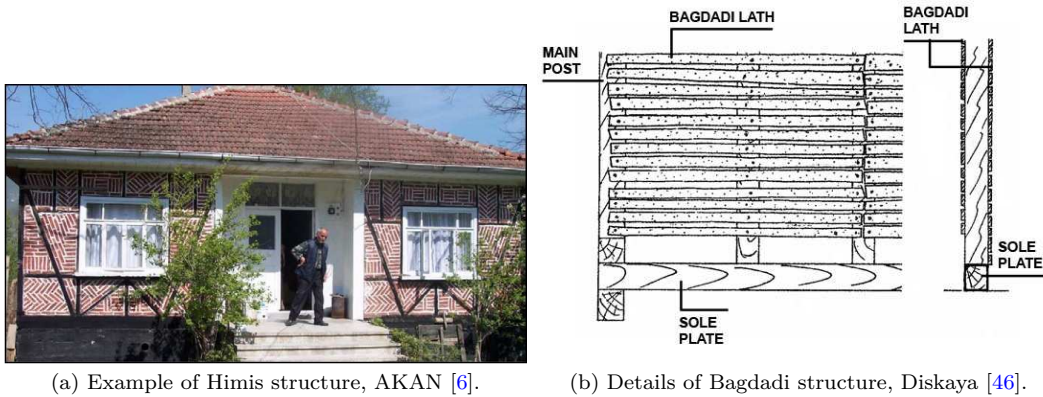 BAGDADI LATH
MAIN
POST
SOLE
PLATE
BAGDADI
LATH
SOLE
PLATE
(a) Example of Himis structure, AKAN [6].
(b) Details of Bagdadi structure, Diskaya [46].